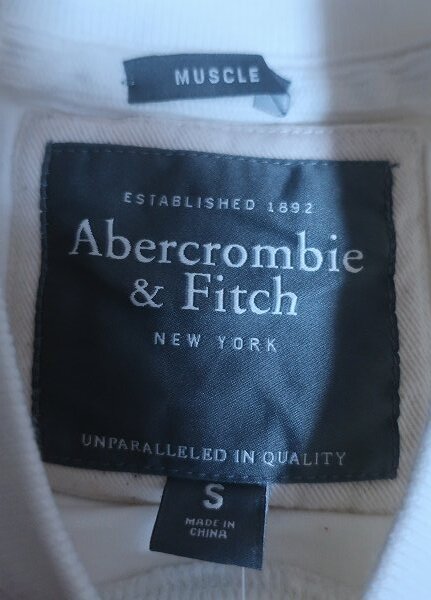 MUSCLE
ESTABLISHED 1892
Abercrombie
& Fitch
NEW YORK
UNPARALLELED IN QUALITY
S
MADE IN
CHINA